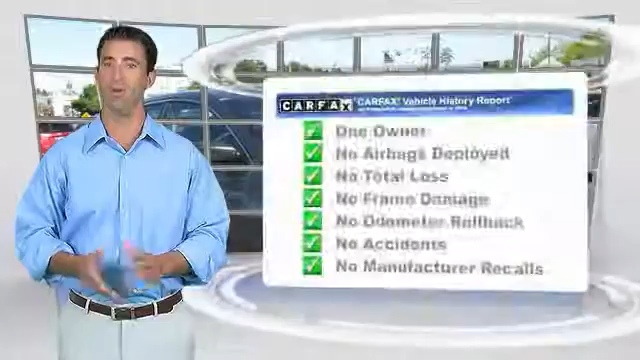 CARFAX CARFAX Vehicle History Report
One Owner
No Airbags Deployed
No Total Loss
No Frame Damage
No Odometer Rollback
No Accidents
No Manufacturer Recalls